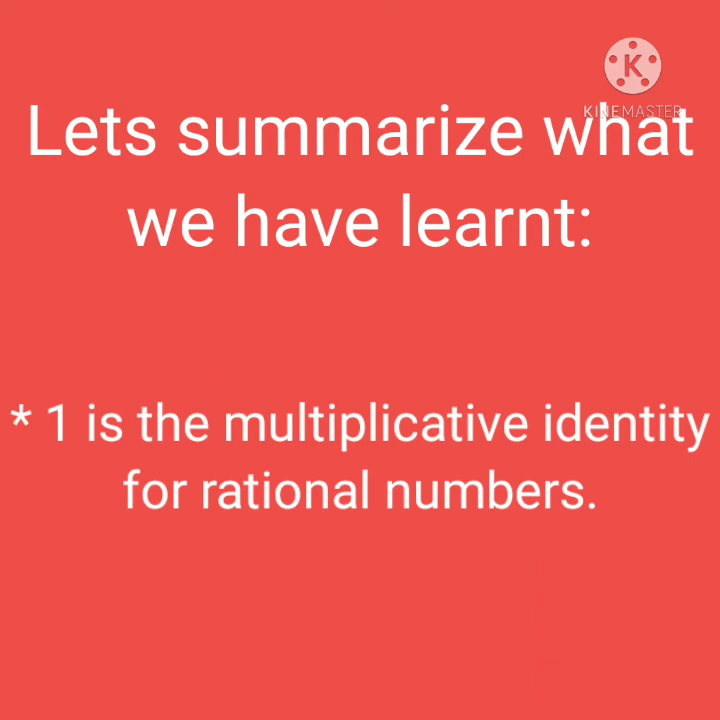 K
KINEMASTER
Lets summarize what
we have learnt:
* 1 is the multiplicative identity
for rational numbers.